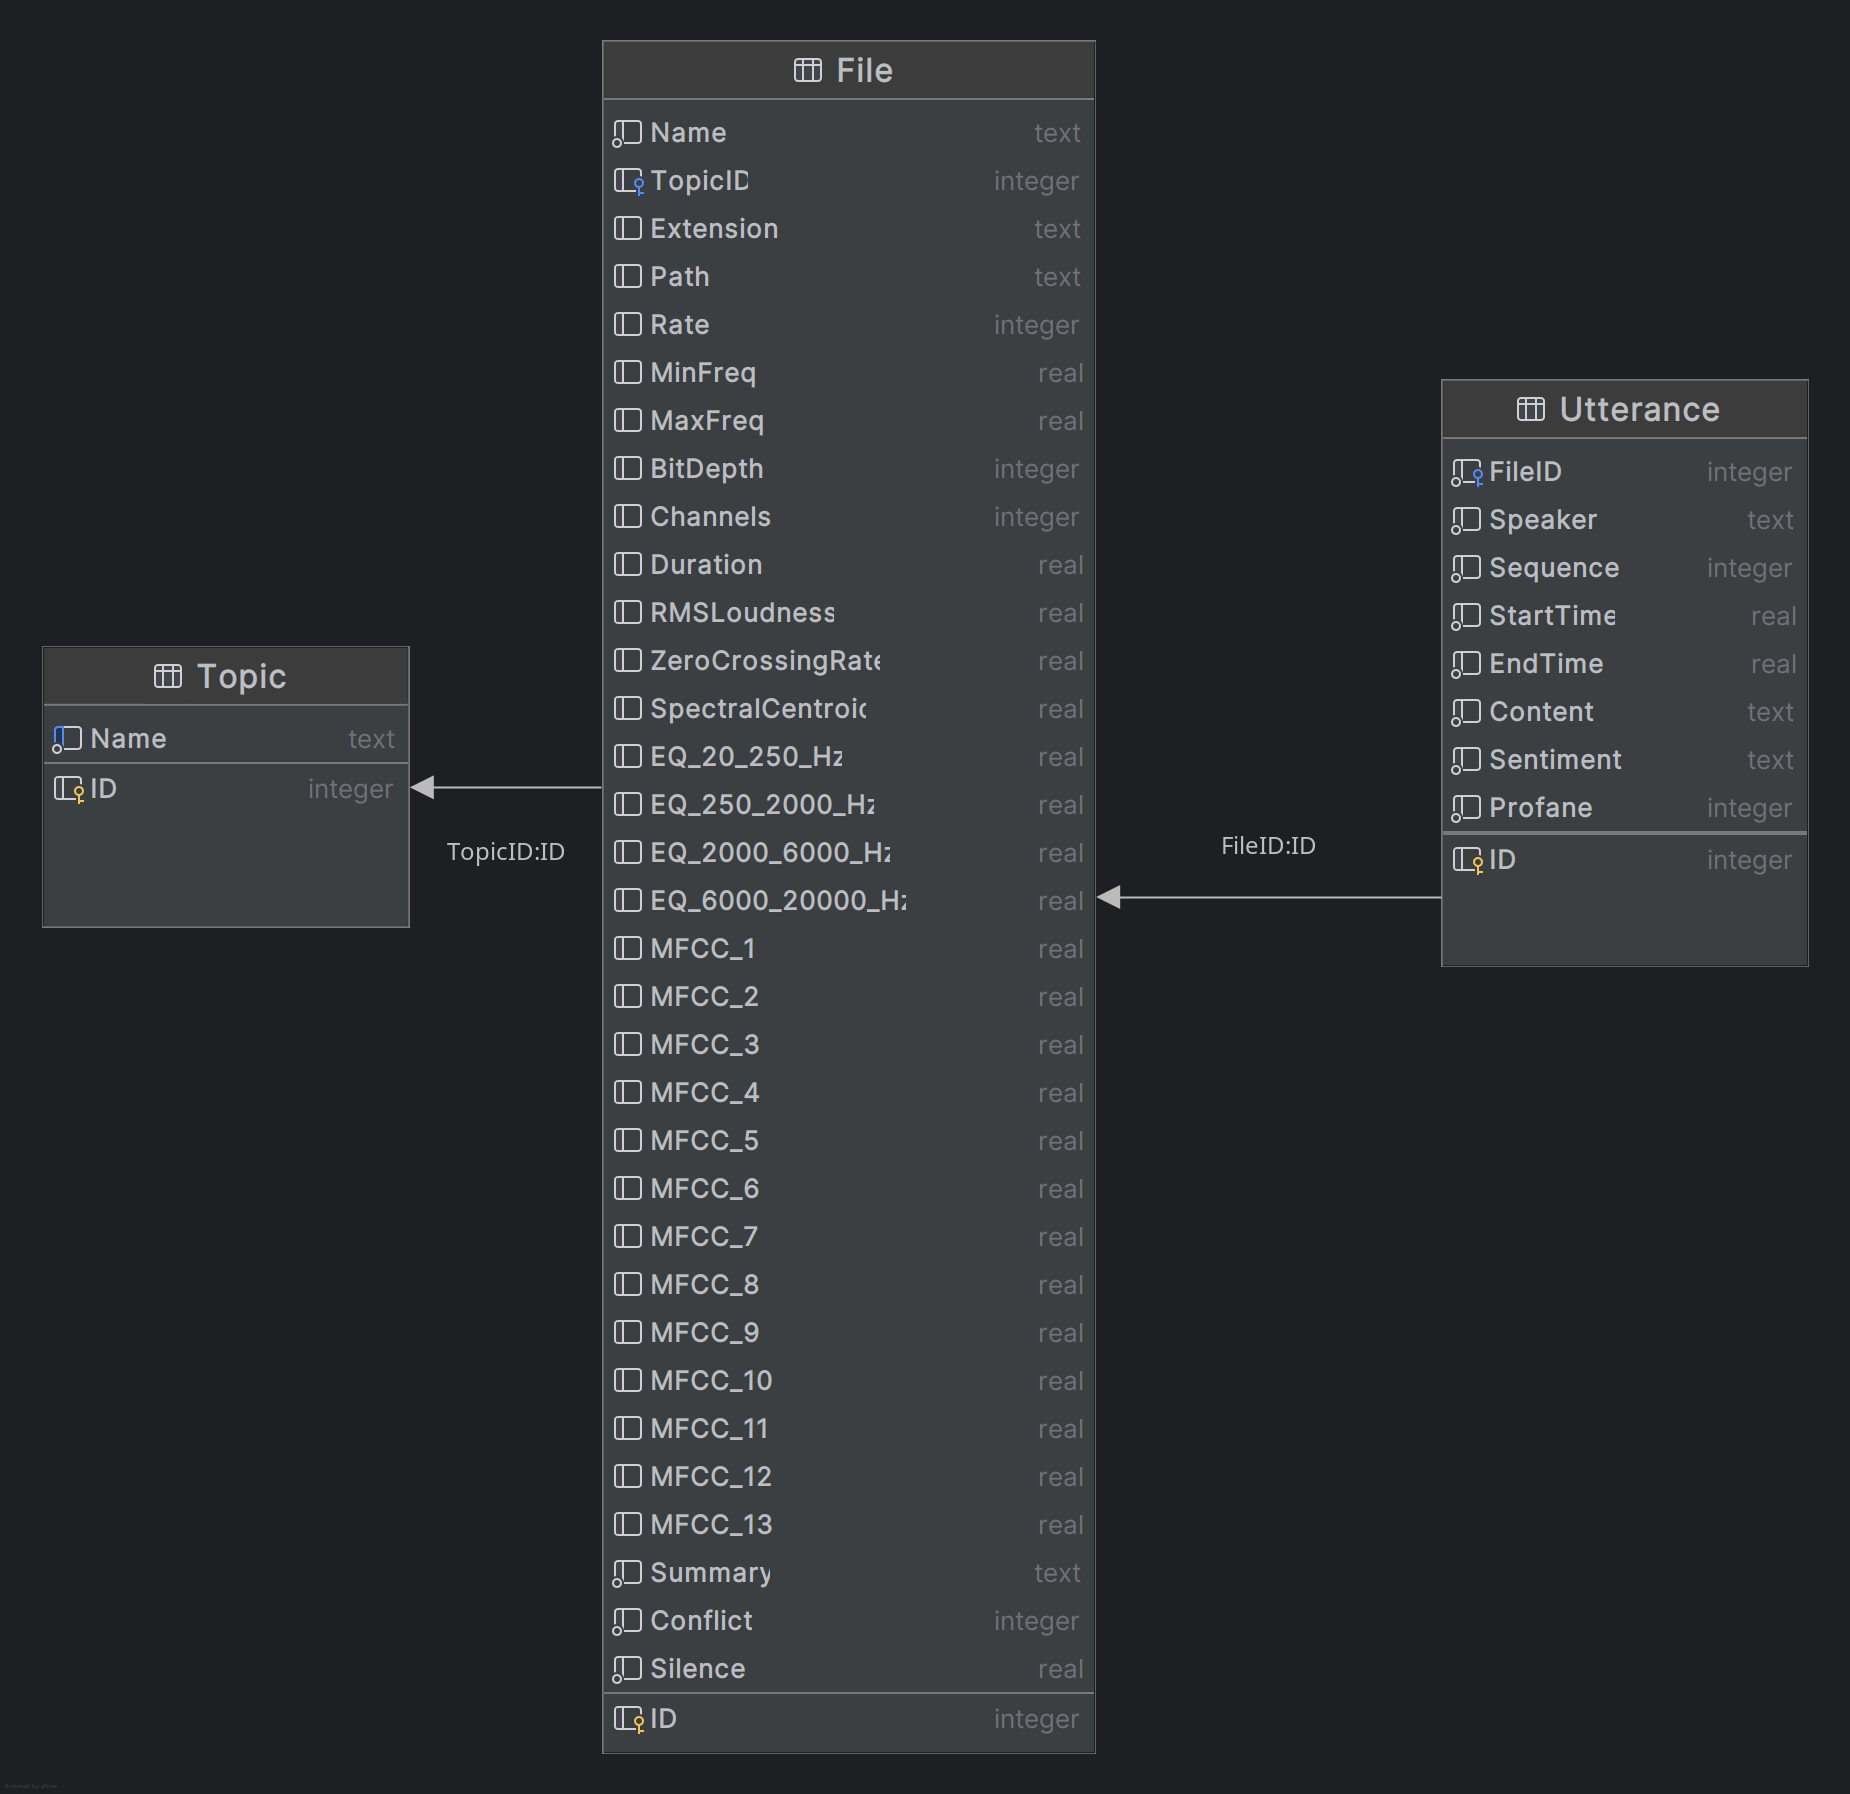 File
Name text
TopicID integer
Extension text
Path text
Rate integer
MinFreq real
MaxFreq real
BitDepth integer
Channels integer
Duration real
RMSLoudness real
ZeroCrossingRate real
SpectralCentroid real
EQ_20_250_Hz real
EQ_250_2000_Hz real
EQ_2000_6000_Hz real
EQ_6000_20000_Hz real
MFCC_1 real
MFCC_2 real
MFCC_3 real
MFCC_4 real
MFCC_5 real
MFCC_6 real
MFCC_7 real
MFCC_8 real
MFCC_9 real
MFCC_10 real
MFCC_11 real
MFCC_12 real
MFCC_13 real
Summary text
Conflict integer
Silence real
ID integer
Topic
Name text
ID integer
TopicID:ID
Utterance
FileID integer
Speaker text
Sequence integer
StartTime real
EndTime real
Content text
Sentiment text
Profane integer
ID integer
FileID:ID
Powered by yFiles